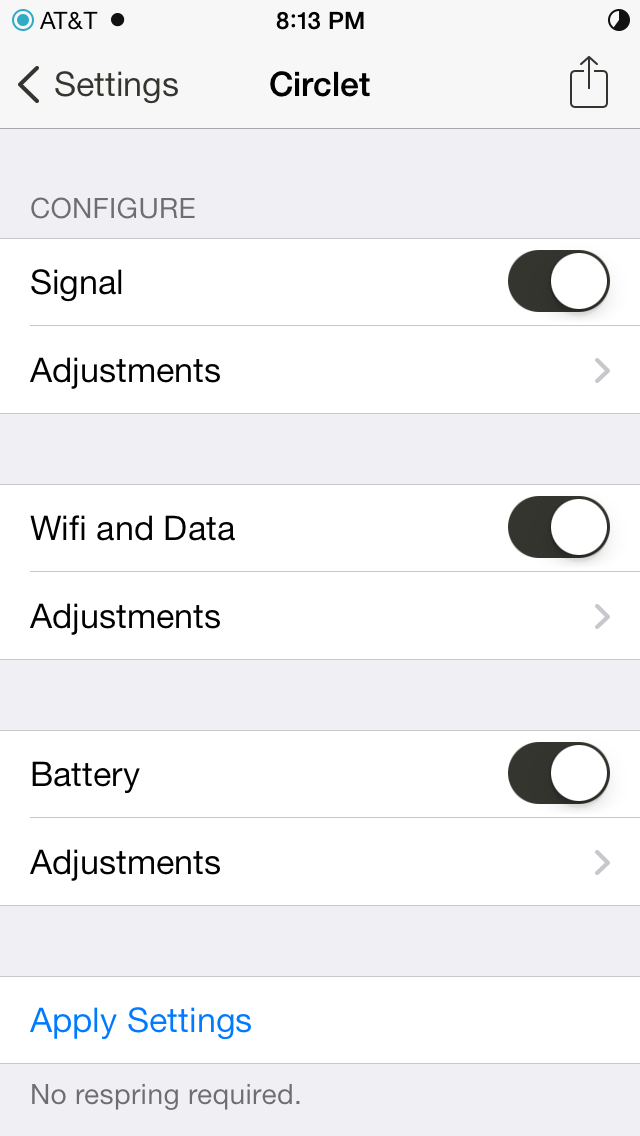 AT&T 8:13 PM
Settings Circlet
CONFIGURE
Signal
Adjustments
Wifi and Data
Adjustments
Battery
Adjustments
Apply Settings
No respring required.